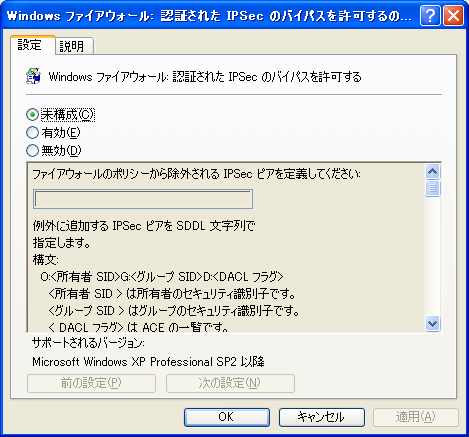 Windows ファイアウォール: 認証された IPSec のバイパスを許可するの...
設定
説明
Windows ファイアウォール: 認証された IPSec のバイパスを許可する
未構成(C)
有効(E)
無効(D)
ファイアウォールのポリシーから除外される IPSec ピアを定義してください:
例外に追加する IPSec ピアを SDDL 文字列で
指定します。
構文:
O:<所有者 SID>G:<グループ SID>D:<DACL フラグ>
<所有者 SID > は所有者のセキュリティ識別子です。
<グループ SID > はグループのセキュリティ識別子です。
< DACL フラグ> は ACE の一覧です。
サポートされるバージョン:
Microsoft Windows XP Professional SP2 以降
前の設定(P)
次の設定(N)
OK
キャンセル
適用(A)